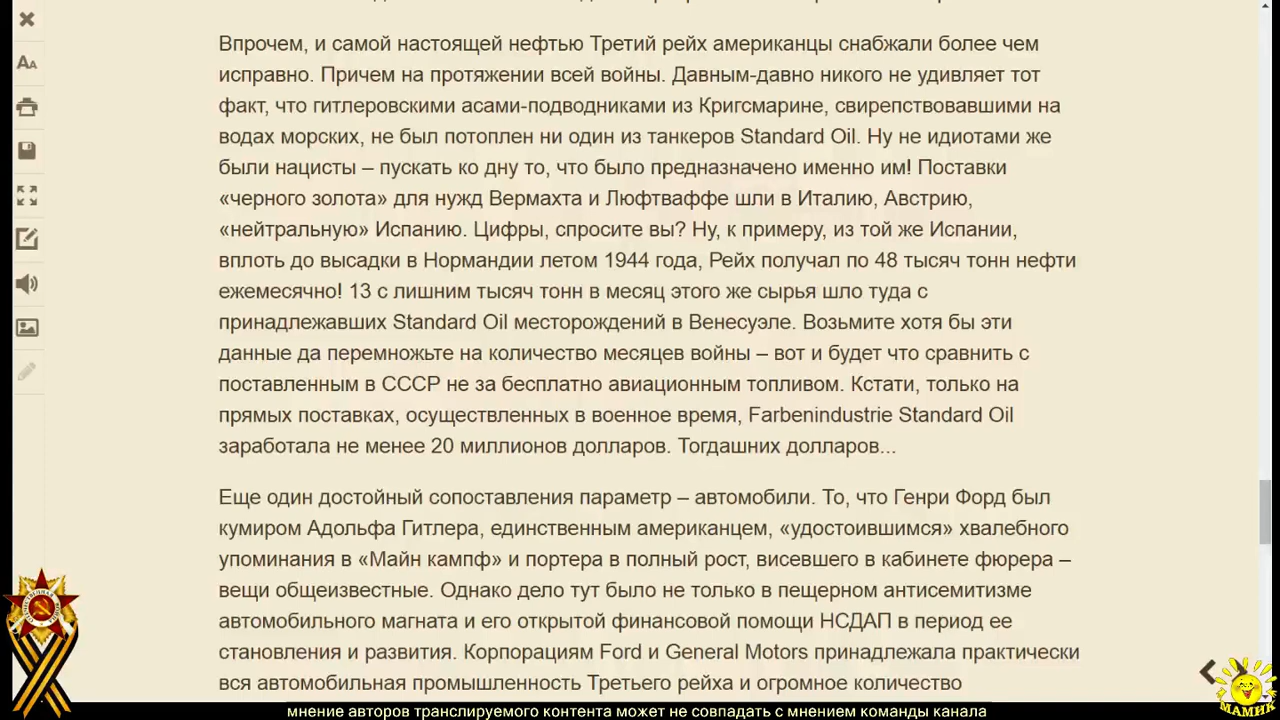 Впрочем, и самой настоящей нефтью Третий рейх американцы снабжали более чем
исправно. Причем на протяжении всей войны. Давным-давно никого не удивляет тот
факт, что гитлеровскими асами-подводниками из Кригсмарине, свирепствовавшими на
водах морских, не был потоплен ни один из танкеров Standard Oil. Ну не идиотами же
были нацисты – пускать ко дну то, что было предназначено именно им! Поставки
«черного золота» для нужд Вермахта и Люфтваффе шли в Италию, Австрию,
«нейтральную» Испанию. Цифры, спросите вы? Ну, к примеру, из той же Испании,
вплоть до высадки в Нормандии летом 1944 года, Рейх получал по 48 тысяч тонн нефти
ежемесячно! 13 с лишним тысяч тонн в месяц этого же сырья шло туда с
принадлежавших Standard Oil месторождений в Венесуэле. Возьмите хотя бы эти
данные да перемножьте на количество месяцев войны – вот и будет что сравнить с
поставленным в СССР не за бесплатно авиационным топливом. Кстати, только на
прямых поставках, осуществленных в военное время, Farbenindustrie Standard Oil
заработала не менее 20 миллионов долларов. Тогдашних долларов...
Еще один достойный сопоставления параметр – автомобили. То, что Генри Форд был
кумиром Адольфа Гитлера, единственным американцем, «удостоившимся» хвалебного
упоминания в «Майн кампф» и портера в полный рост, висевшего в кабинете фюрера –
вещи общеизвестные. Однако дело тут было не только в пещерном антисемитизме
автомобильного магната и его открытой финансовой помощи НСДАП в период ее
становления и развития. Корпорациям Ford и General Motors принадлежала практически
вся автомобильная промышленность Третьего рейха и огромное количество
МАМИК
мнение авторов транслируемого контента может не совпадать с мнением команды канала